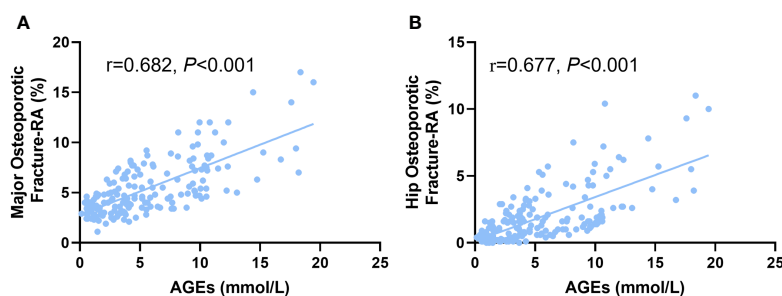 A
r=0.682, P<0.001
Major Osteoporotic
Fracture-RA (%)
20
15
10
5
0
0 5 10 15 20 25
AGEs (mmol/L)
B
r=0.677, P<0.001
Hip Osteoporotic
Fracture-RA (%)
15
10
5
0
0 5 10 15 20 25
AGEs (mmol/L)